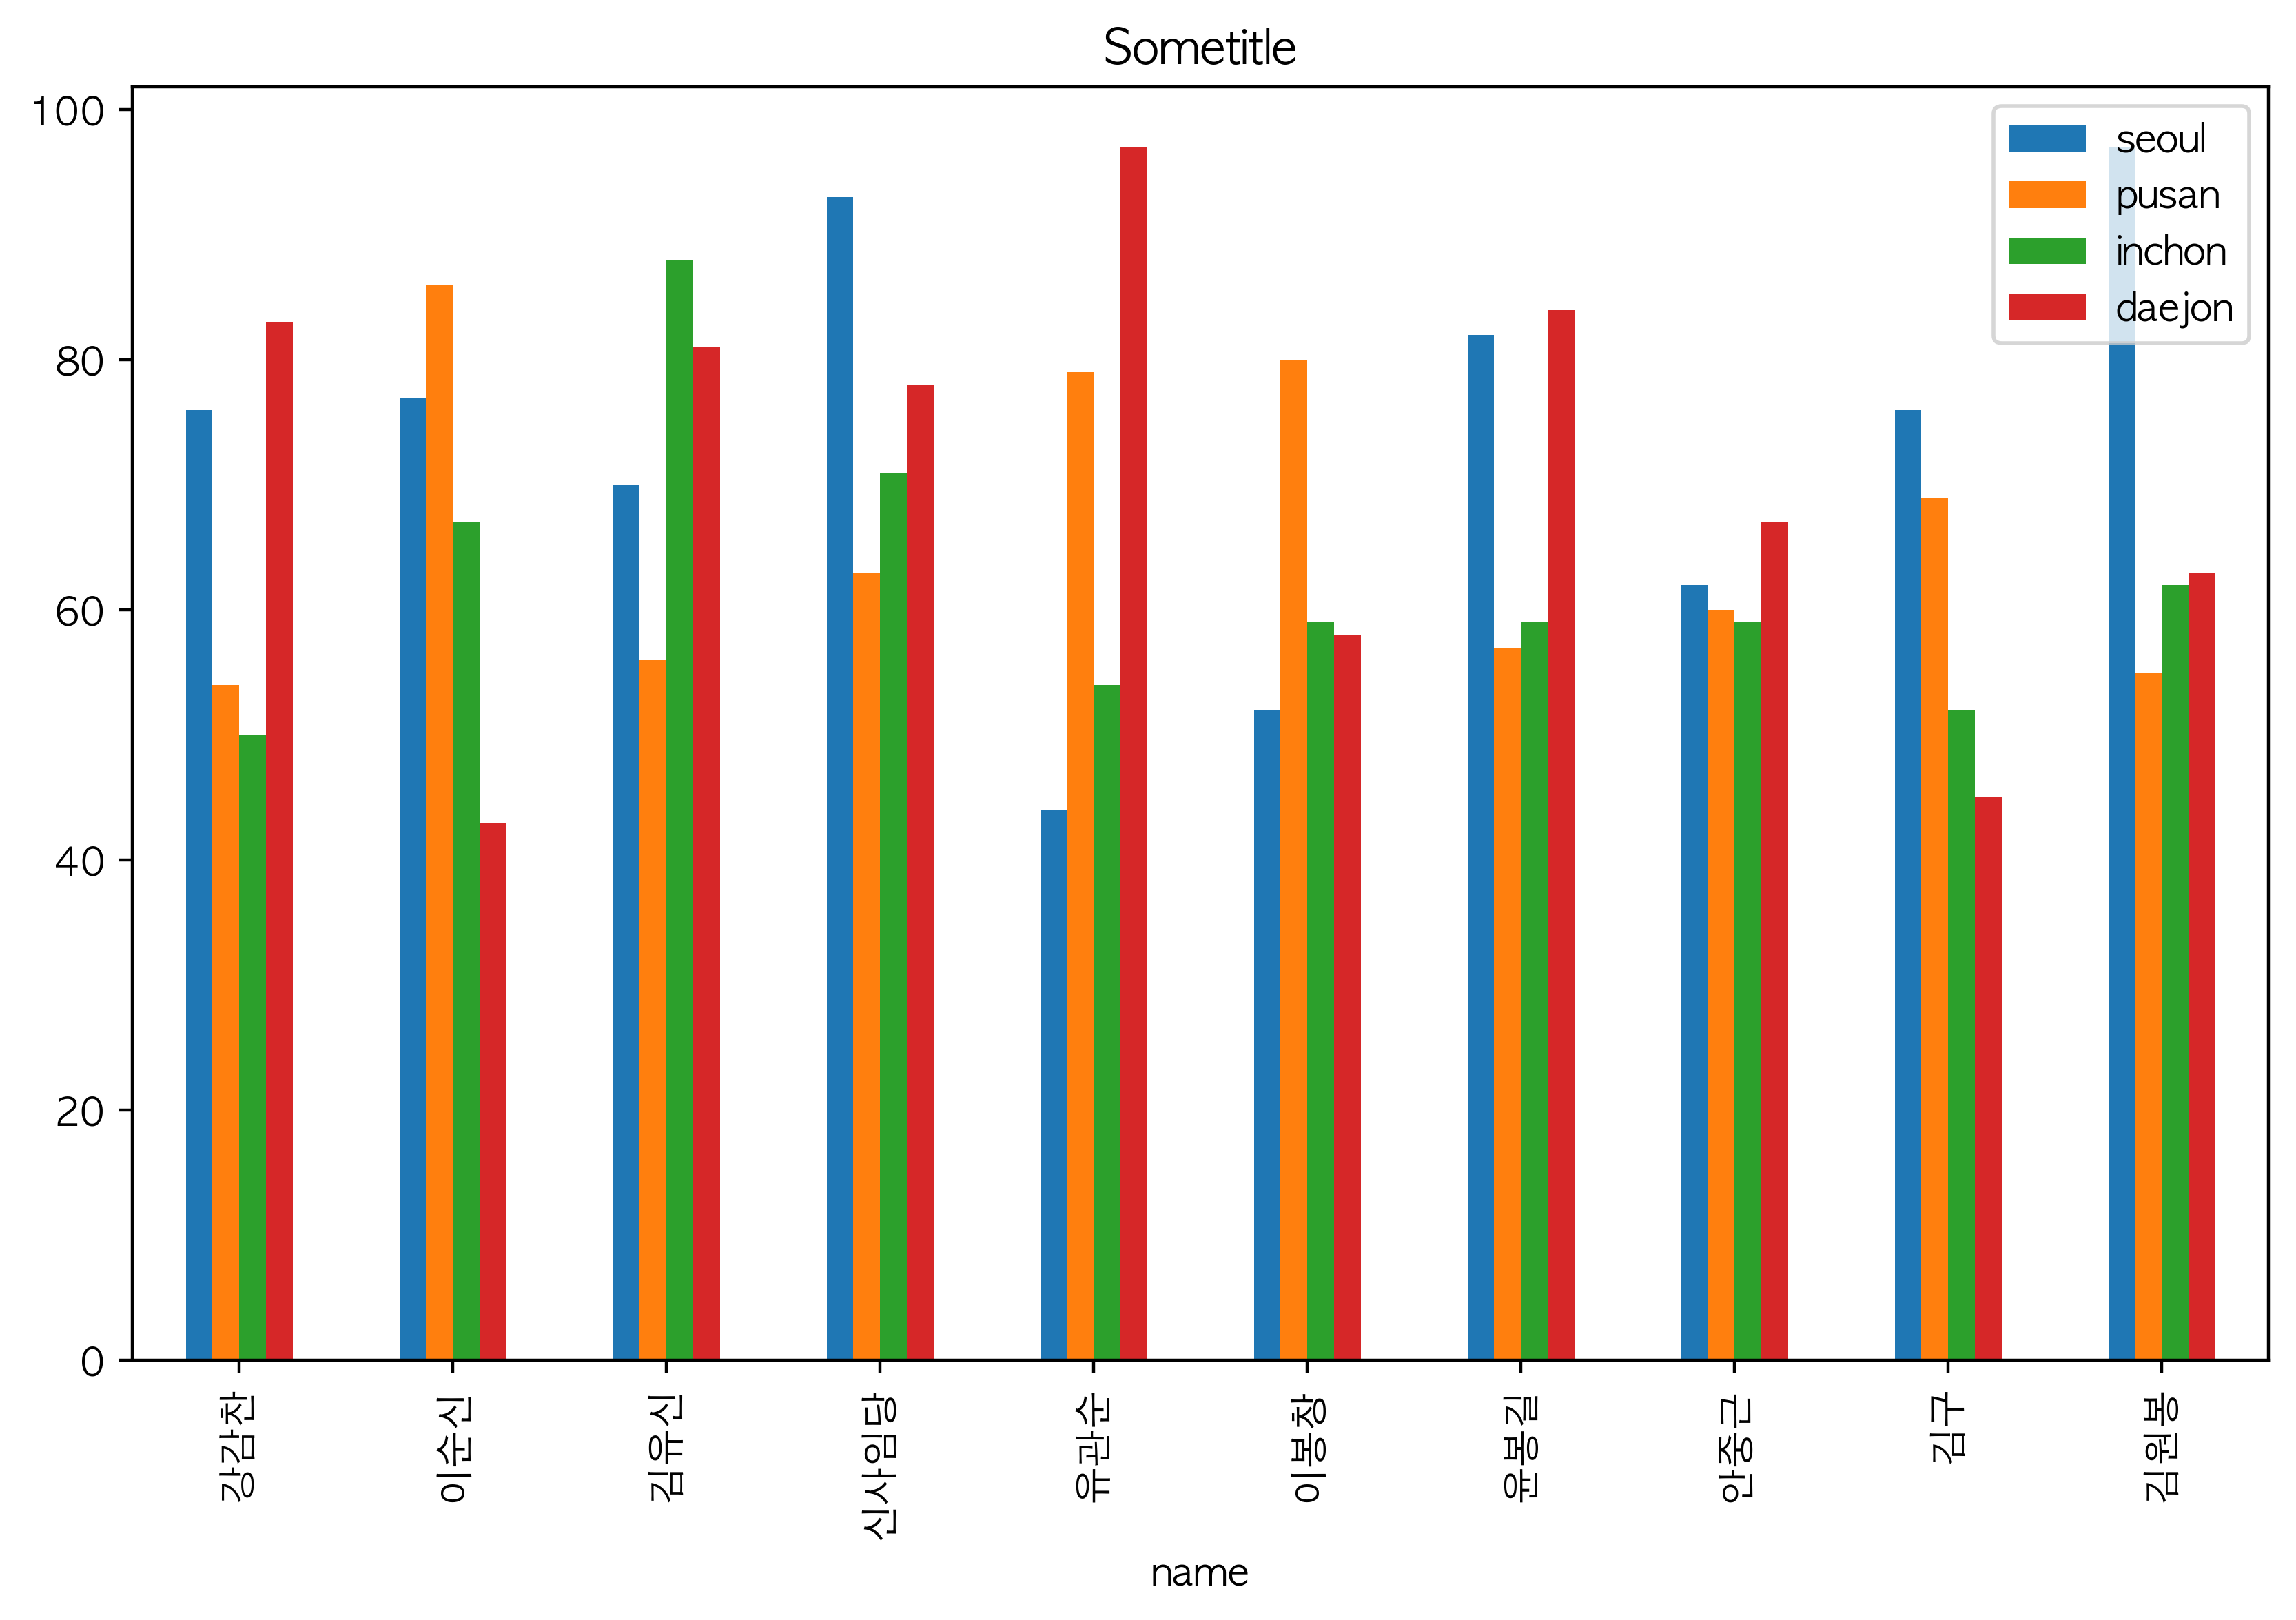 Sometitle
100
80
60
40
20
0
seoul
pusan
inchon
daejon
강감찬
이순신
김유신
신사임당
유관순
이봉창
윤봉길
안중근
김구
김원봉
name